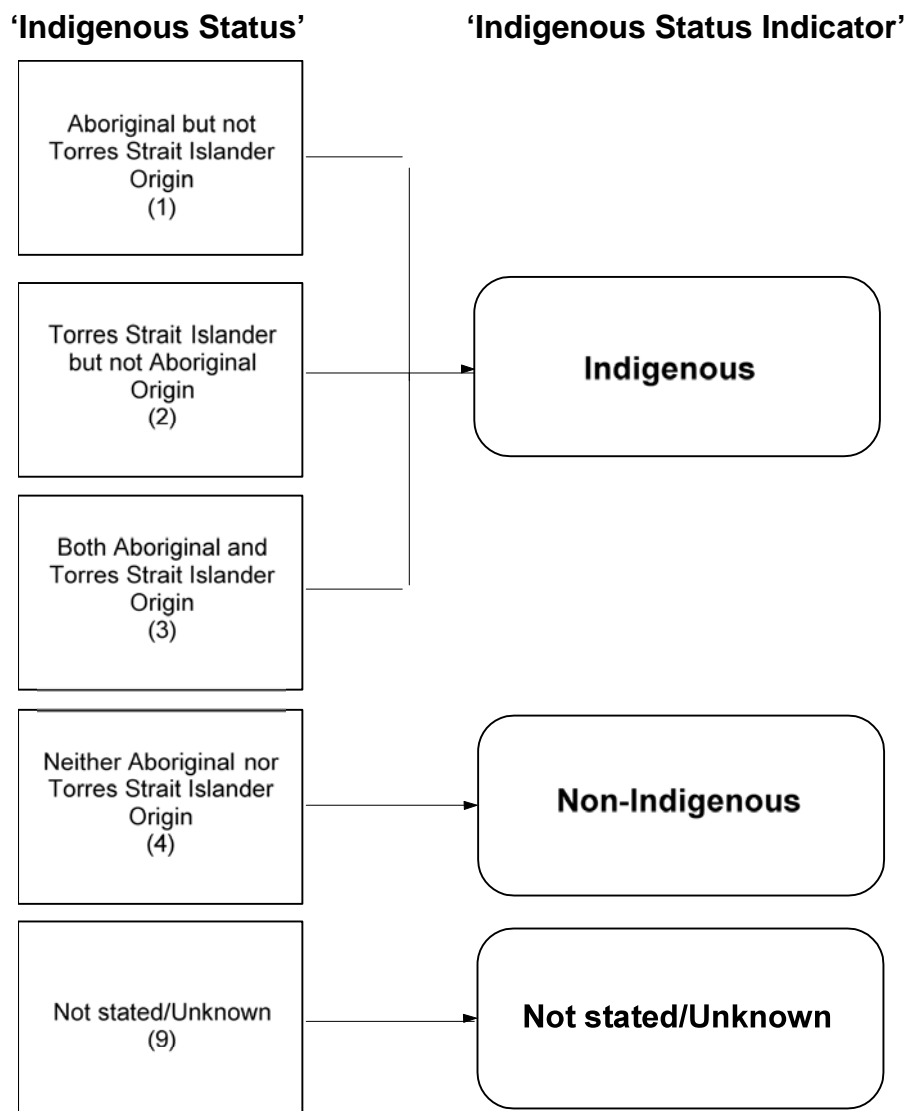 ‘Indigenous Status’
‘Indigenous Status Indicator’
Aboriginal but not
Torres Strait Islander
Origin
(1)
Torres Strait Islander
but not Aboriginal
Origin
(2)
Indigenous
Both Aboriginal and
Torres Strait Islander
Origin
(3)
Neither Aboriginal nor
Torres Strait Islander
Origin
(4)
Non-Indigenous
Not stated/Unknown
(9)
Not stated/Unknown